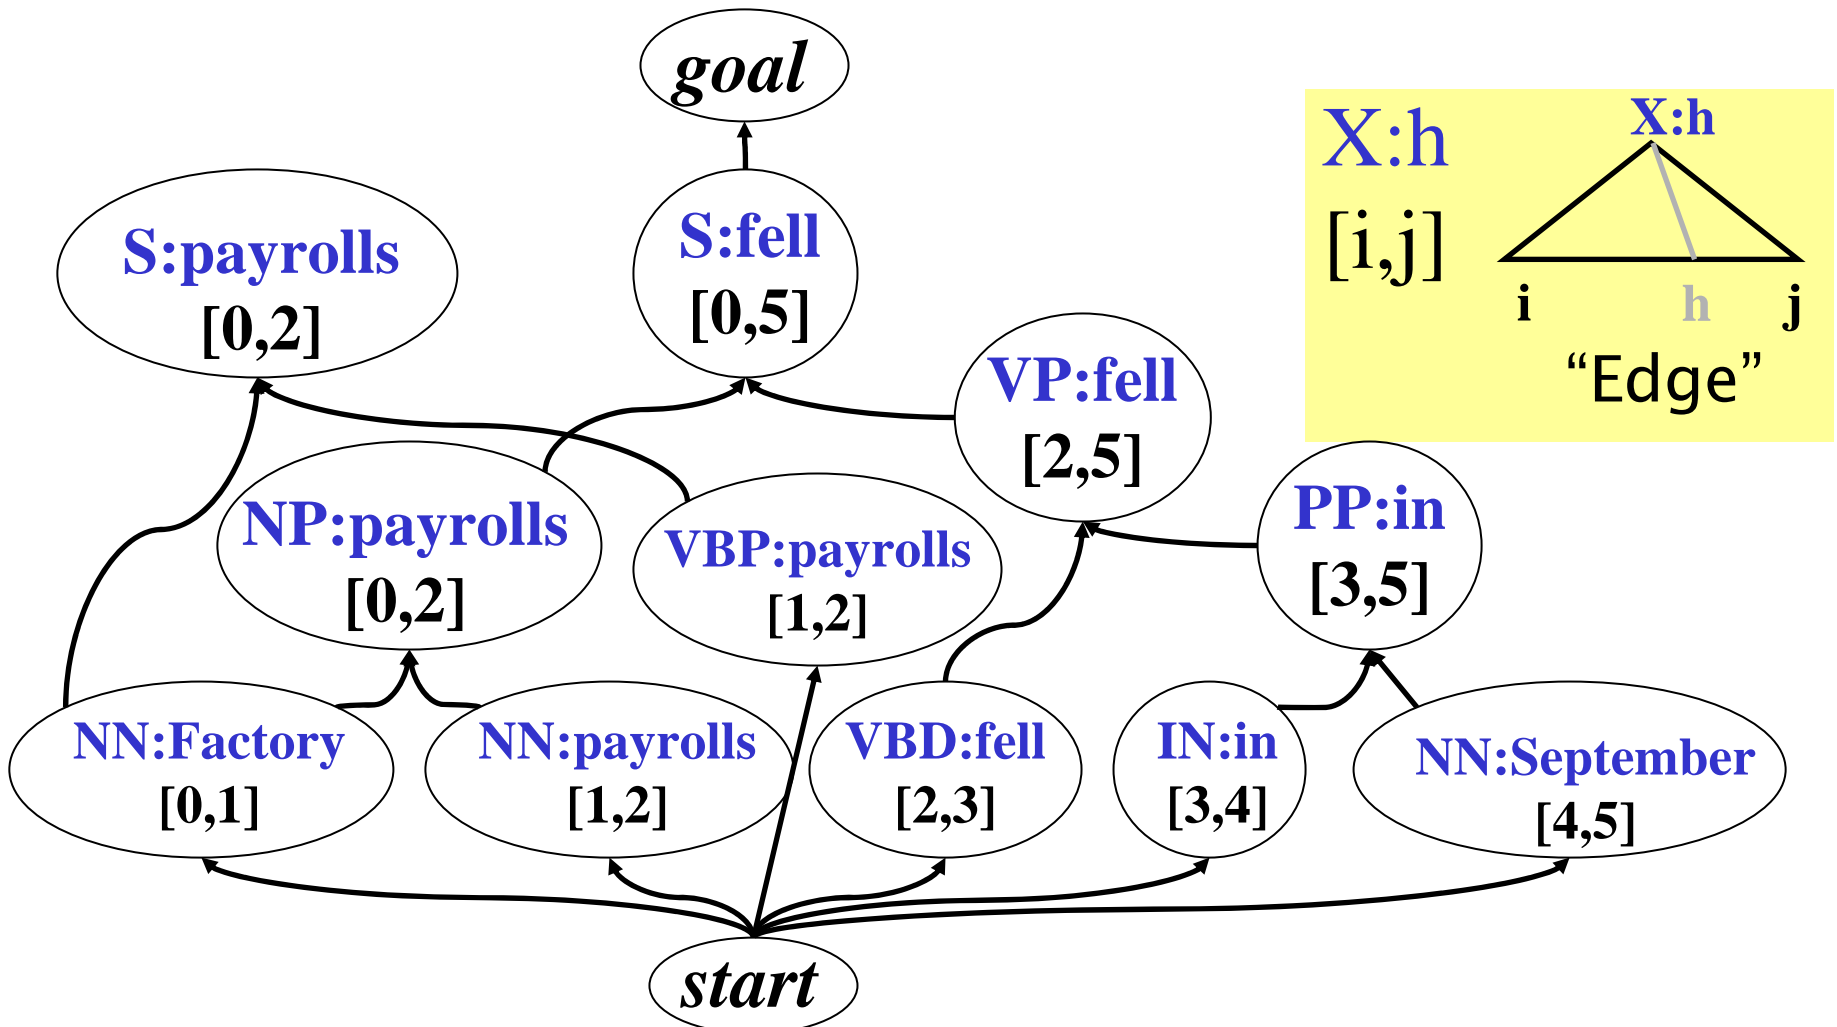 goal
S:payrolls
[0,2]
S:fell
[0,5]
X:h
[i,j]
X:h
i
h
j
“Edge”
VP:fell
[2,5]
NP:payrolls
[0,2]
VBP:payrolls
[1,2]
PP:in
[3,5]
NN:Factory
[0,1]
NN:payrolls
[1,2]
VBD:fell
[2,3]
IN:in
[3,4]
NN:September
[4,5]
start